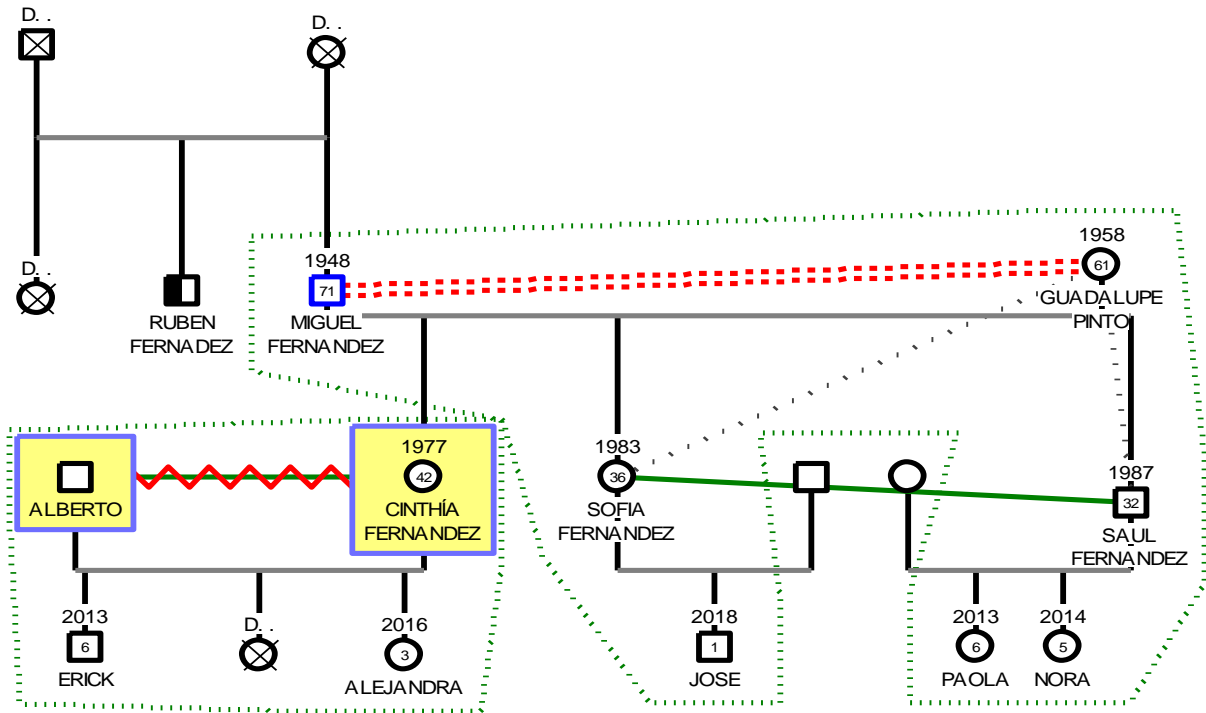 D. .
D. .
1958
61
1948
71
D. .
GUADALUPE
PINTO
RUBEN
FERNADEZ
MIGUEL
FERNANDEZ
1977
42
CINTHÍA
FERNANDEZ
ALBERTO
1983
36
SOFIA
FERNANDEZ
1987
32
SAUL
FERNANDEZ
2013
6
ERICK
D. .
2016
3
ALEJANDRA
2018
1
JOSE
2013
6
PAOLA
2014
5
NORA